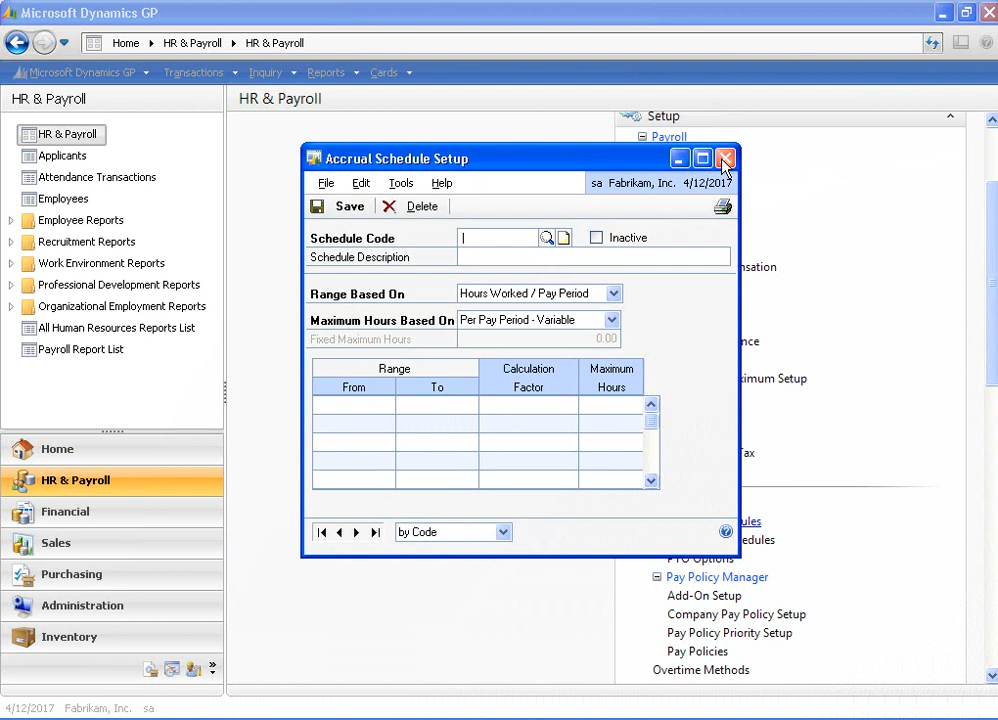 Microsoft Dynamics GP
Home HR & Payroll HR & Payroll
Microsoft Dynamics GP Transactions Inquiry Reports Cards
HR & Payroll
HR & Payroll
Applicants
Attendance Transactions
Employees
Employee Reports
Recruitment Reports
Work Environment Reports
Professional Development Reports
Organizational Employment Reports
All Human Resources Reports List
Payroll Report List
Home
HR & Payroll
Financial
Sales
Purchasing
Administration
Inventory
HR & Payroll
Setup
Payroll
Accrual Schedule Setup
File Edit Tools Help
sa Fabrikam, Inc. 4/12/2017
Save Delete
Schedule Code
Inactive
Schedule Description
Range Based On Hours Worked / Pay Period
Maximum Hours Based On Per Pay Period - Variable
Fixed Maximum Hours 0.00
Range Calculation Maximum
From To Factor Hours
by Code
nsation
nce
ximum Setup
ax
ules
edules
PTO Options
Pay Policy Manager
Add-On Setup
Company Pay Policy Setup
Pay Policy Priority Setup
Pay Policies
Overtime Methods
4/12/2017 Fabrikam, Inc. sa